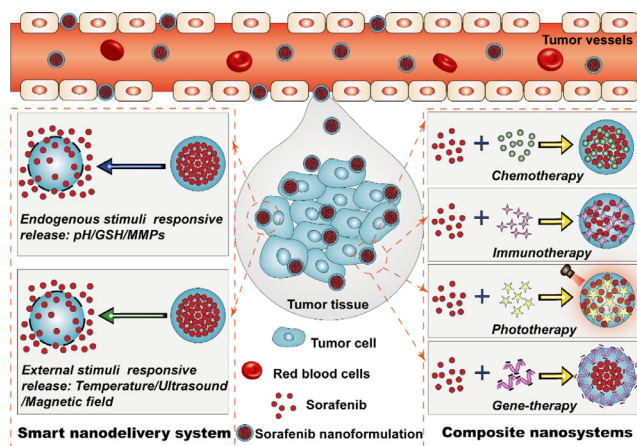 Tumor vessels
Endogenous stimuli responsive
release: pH/GSH/MMPs
External stimuli responsive
release: Temperature/Ultrasound
/Magnetic field
Smart nanodelivery system
Tumor tissue
Tumor cell
Red blood cells
Sorafenib
Sorafenib nanoformulation
+
Chemotherapy
+
Immunotherapy
+
Phototherapy
+
Gene-therapy
Composite nanosystems